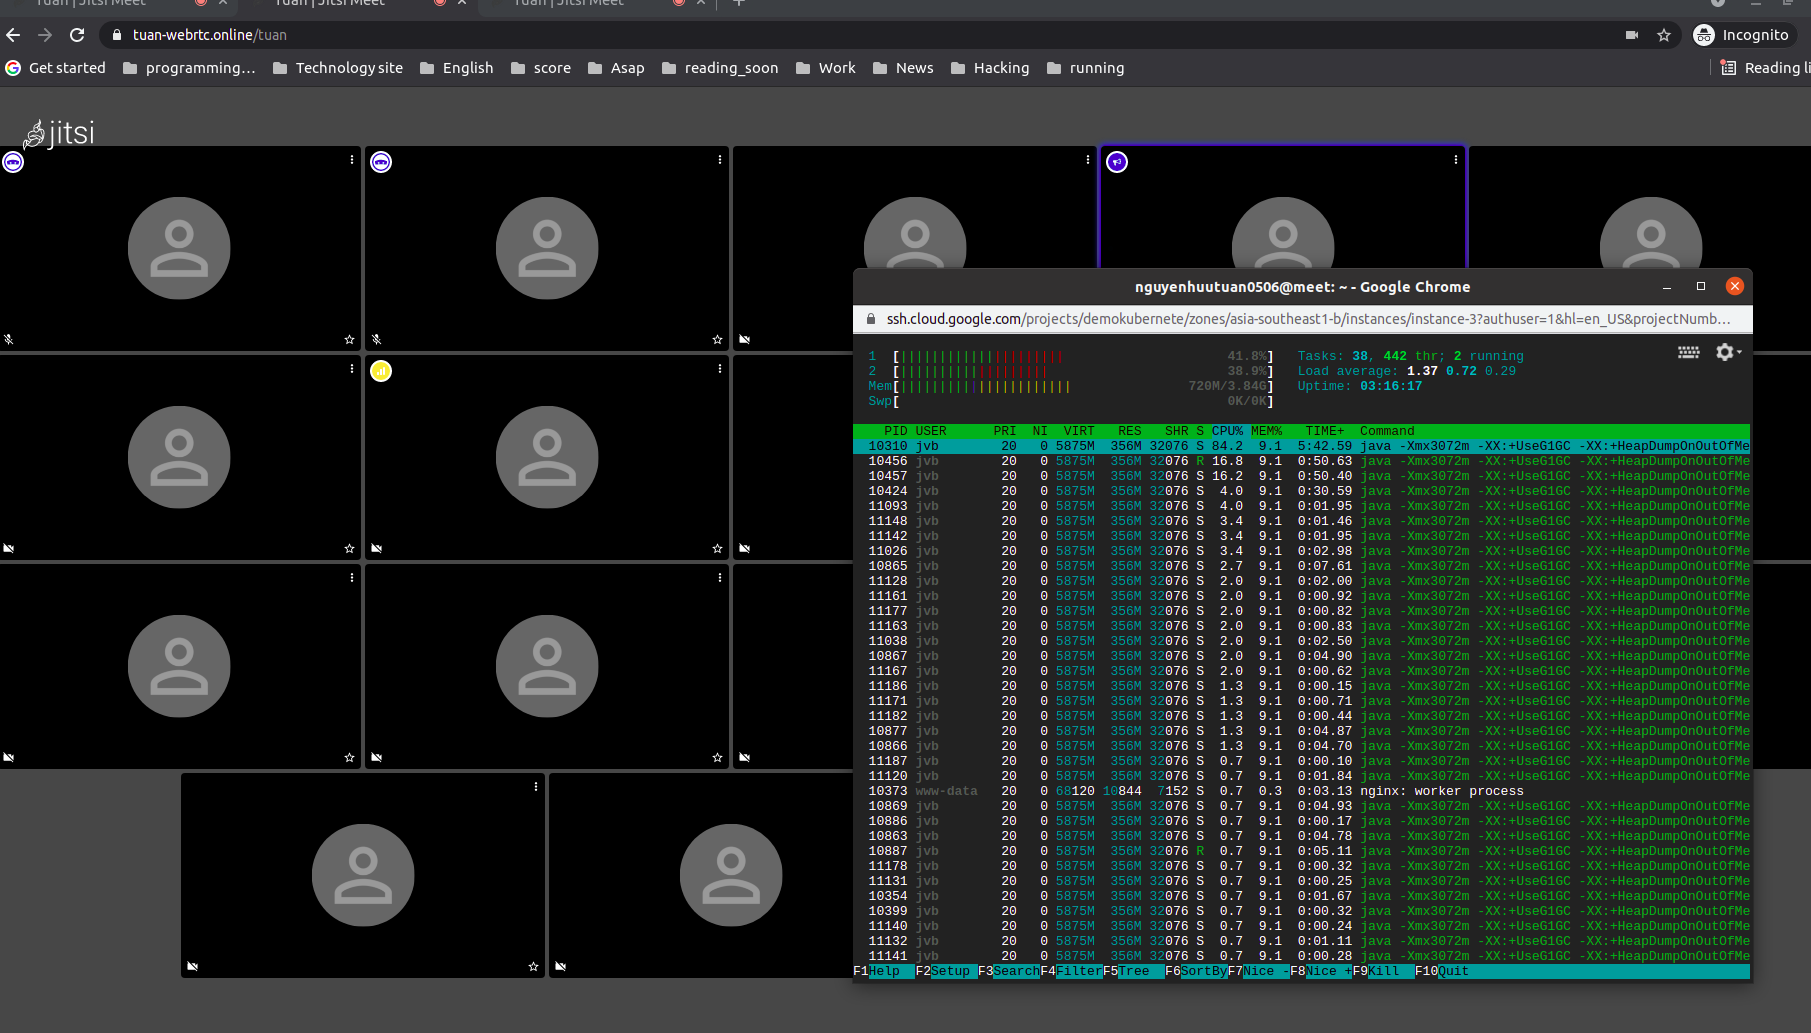 Tuan | Jitsi Meet Tuan | Jitsi Meet Tuan | Jitsi Meet
tuan-webrtc.online/tuan Incognito
Get started programming… Technology site English score Asap reading_soon Work News Hacking running Reading li
jitsi
nguyenhuutuan0506@meet: ~ - Google Chrome
ssh.cloud.google.com/projects/demokubernete/zones/asia-southeast1-b/instances/instance-3?authuser=1&hl=en_US&projectNumb…
1 [||||||||||||||||||||| 41.8%] Tasks: 38, 442 thr; 2 running
2 [||||||||||||||||||| 38.9%] Load average: 1.37 0.72 0.29
Mem[|||||||||||||||||||||| 720M/3.84G] Uptime: 03:16:17
Swp[ 0K/0K]
PID USER PRI NI VIRT RES SHR S CPU% MEM% TIME+ Command
10310 jvb 20 0 5875M 356M 32076 S 84.2 9.1 5:42.59 java -Xmx3072m -XX:+UseG1GC -XX:+HeapDumpOnOutOfMe
10456 jvb 20 0 5875M 356M 32076 R 16.8 9.1 0:50.63 java -Xmx3072m -XX:+UseG1GC -XX:+HeapDumpOnOutOfMe
10457 jvb 20 0 5875M 356M 32076 S 16.2 9.1 0:50.40 java -Xmx3072m -XX:+UseG1GC -XX:+HeapDumpOnOutOfMe
10424 jvb 20 0 5875M 356M 32076 S 4.0 9.1 0:30.59 java -Xmx3072m -XX:+UseG1GC -XX:+HeapDumpOnOutOfMe
11093 jvb 20 0 5875M 356M 32076 S 4.0 9.1 0:01.95 java -Xmx3072m -XX:+UseG1GC -XX:+HeapDumpOnOutOfMe
11148 jvb 20 0 5875M 356M 32076 S 3.4 9.1 0:01.46 java -Xmx3072m -XX:+UseG1GC -XX:+HeapDumpOnOutOfMe
11142 jvb 20 0 5875M 356M 32076 S 3.4 9.1 0:01.95 java -Xmx3072m -XX:+UseG1GC -XX:+HeapDumpOnOutOfMe
11026 jvb 20 0 5875M 356M 32076 S 3.4 9.1 0:02.98 java -Xmx3072m -XX:+UseG1GC -XX:+HeapDumpOnOutOfMe
10865 jvb 20 0 5875M 356M 32076 S 2.7 9.1 0:07.61 java -Xmx3072m -XX:+UseG1GC -XX:+HeapDumpOnOutOfMe
11128 jvb 20 0 5875M 356M 32076 S 2.0 9.1 0:02.00 java -Xmx3072m -XX:+UseG1GC -XX:+HeapDumpOnOutOfMe
11161 jvb 20 0 5875M 356M 32076 S 2.0 9.1 0:00.92 java -Xmx3072m -XX:+UseG1GC -XX:+HeapDumpOnOutOfMe
11177 jvb 20 0 5875M 356M 32076 S 2.0 9.1 0:00.82 java -Xmx3072m -XX:+UseG1GC -XX:+HeapDumpOnOutOfMe
11163 jvb 20 0 5875M 356M 32076 S 2.0 9.1 0:00.83 java -Xmx3072m -XX:+UseG1GC -XX:+HeapDumpOnOutOfMe
11038 jvb 20 0 5875M 356M 32076 S 2.0 9.1 0:02.50 java -Xmx3072m -XX:+UseG1GC -XX:+HeapDumpOnOutOfMe
10867 jvb 20 0 5875M 356M 32076 S 2.0 9.1 0:04.90 java -Xmx3072m -XX:+UseG1GC -XX:+HeapDumpOnOutOfMe
11167 jvb 20 0 5875M 356M 32076 S 2.0 9.1 0:00.62 java -Xmx3072m -XX:+UseG1GC -XX:+HeapDumpOnOutOfMe
11186 jvb 20 0 5875M 356M 32076 S 1.3 9.1 0:00.15 java -Xmx3072m -XX:+UseG1GC -XX:+HeapDumpOnOutOfMe
11171 jvb 20 0 5875M 356M 32076 S 1.3 9.1 0:00.71 java -Xmx3072m -XX:+UseG1GC -XX:+HeapDumpOnOutOfMe
11182 jvb 20 0 5875M 356M 32076 S 1.3 9.1 0:00.44 java -Xmx3072m -XX:+UseG1GC -XX:+HeapDumpOnOutOfMe
10877 jvb 20 0 5875M 356M 32076 S 1.3 9.1 0:04.87 java -Xmx3072m -XX:+UseG1GC -XX:+HeapDumpOnOutOfMe
10866 jvb 20 0 5875M 356M 32076 S 1.3 9.1 0:04.70 java -Xmx3072m -XX:+UseG1GC -XX:+HeapDumpOnOutOfMe
11187 jvb 20 0 5875M 356M 32076 S 0.7 9.1 0:00.10 java -Xmx3072m -XX:+UseG1GC -XX:+HeapDumpOnOutOfMe
11120 jvb 20 0 5875M 356M 32076 S 0.7 9.1 0:01.84 java -Xmx3072m -XX:+UseG1GC -XX:+HeapDumpOnOutOfMe
10373 www-data 20 0 68120 10844 7152 S 0.7 0.3 0:03.13 nginx: worker process
10869 jvb 20 0 5875M 356M 32076 S 0.7 9.1 0:04.93 java -Xmx3072m -XX:+UseG1GC -XX:+HeapDumpOnOutOfMe
10886 jvb 20 0 5875M 356M 32076 S 0.7 9.1 0:00.17 java -Xmx3072m -XX:+UseG1GC -XX:+HeapDumpOnOutOfMe
10863 jvb 20 0 5875M 356M 32076 S 0.7 9.1 0:04.78 java -Xmx3072m -XX:+UseG1GC -XX:+HeapDumpOnOutOfMe
10887 jvb 20 0 5875M 356M 32076 R 0.7 9.1 0:05.11 java -Xmx3072m -XX:+UseG1GC -XX:+HeapDumpOnOutOfMe
11178 jvb 20 0 5875M 356M 32076 S 0.7 9.1 0:00.32 java -Xmx3072m -XX:+UseG1GC -XX:+HeapDumpOnOutOfMe
11131 jvb 20 0 5875M 356M 32076 S 0.7 9.1 0:00.25 java -Xmx3072m -XX:+UseG1GC -XX:+HeapDumpOnOutOfMe
10354 jvb 20 0 5875M 356M 32076 S 0.7 9.1 0:01.67 java -Xmx3072m -XX:+UseG1GC -XX:+HeapDumpOnOutOfMe
10399 jvb 20 0 5875M 356M 32076 S 0.7 9.1 0:00.32 java -Xmx3072m -XX:+UseG1GC -XX:+HeapDumpOnOutOfMe
11140 jvb 20 0 5875M 356M 32076 S 0.7 9.1 0:00.24 java -Xmx3072m -XX:+UseG1GC -XX:+HeapDumpOnOutOfMe
11132 jvb 20 0 5875M 356M 32076 S 0.7 9.1 0:01.11 java -Xmx3072m -XX:+UseG1GC -XX:+HeapDumpOnOutOfMe
11141 jvb 20 0 5875M 356M 32076 S 0.7 9.1 0:00.28 java -Xmx3072m -XX:+UseG1GC -XX:+HeapDumpOnOutOfMe
F1Help F2Setup F3SearchF4FilterF5Tree F6SortByF7Nice -F8Nice +F9Kill F10Quit